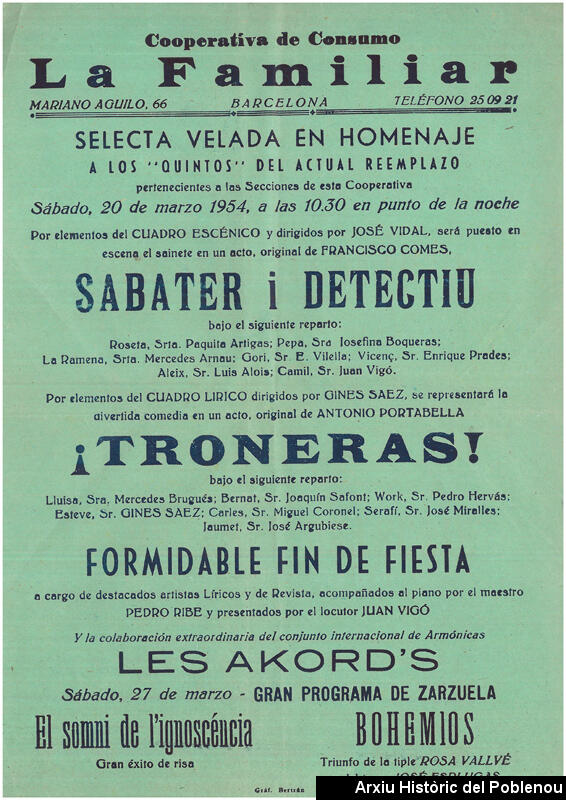 Cooperativa de Consumo
La Familiar
MARIANO AGUILO, 66 BARCELONA TELÉFONO 25 09 21
SELECTA VELADA EN HOMENAJE
A LOS "QUINTOS" DEL ACTUAL REEMPLAZO
pertenecientes a las Secciones de esta Cooperativa
Sábado, 20 de marzo 1954, a las 10.30 en punto de la noche
Por elementos del CUADRO ESCÉNICO y dirigidos por JOSÉ VIDAL, será puesto en
escena el sainete en un acto, original de FRANCISCO COMES,
SABATER i DETECTIU
bajo el siguiente reparto:
Roseta, Srta. Paquita Artigas; Pepa, Sra Josefina Boqueras;
La Ramena, Srta. Mercedes Arnau; Gori, Sr. E. Vilella; Vicenç, Sr. Enrique Prades;
Aleix, Sr. Luis Alois; Camil, Sr. Juan Vigó.
Por elementos del CUADRO LIRICO dirigidos por GINES SAEZ, se representará la
divertida comedia en un acto, original de ANTONIO PORTABELLA
¡TRONERAS!
bajo el siguiente reparto:
Lluisa, Sra. Mercedes Brugués; Bernat, Sr. Joaquín Safont; Work, Sr. Pedro Hervás;
Esteve, Sr. GINES SAEZ; Carles, Sr. Miguel Coronel; Serafí, Sr. José Miralles;
Jaumet, Sr. José Argubiese.
FORMIDABLE FIN DE FIESTA
a cargo de destacados artistas Líricos y de Revista, acompañados al piano por el maestro
PEDRO RIBE y presentados por el locutor JUAN VIGÓ
Y la colaboración extraordinaria del conjunto internacional de Armónicas
LES AKORD'S
Sábado, 27 de marzo - GRAN PROGRAMA DE ZARZUELA
El somni de l'ignoscéncia BOHEMIOS
Gran éxito de risa Triunfo de la tiple ROSA VALLVÉ
JOSÉ ESPLUGAS
Gráf. Bertrán
Arxiu Històric del Poblenou